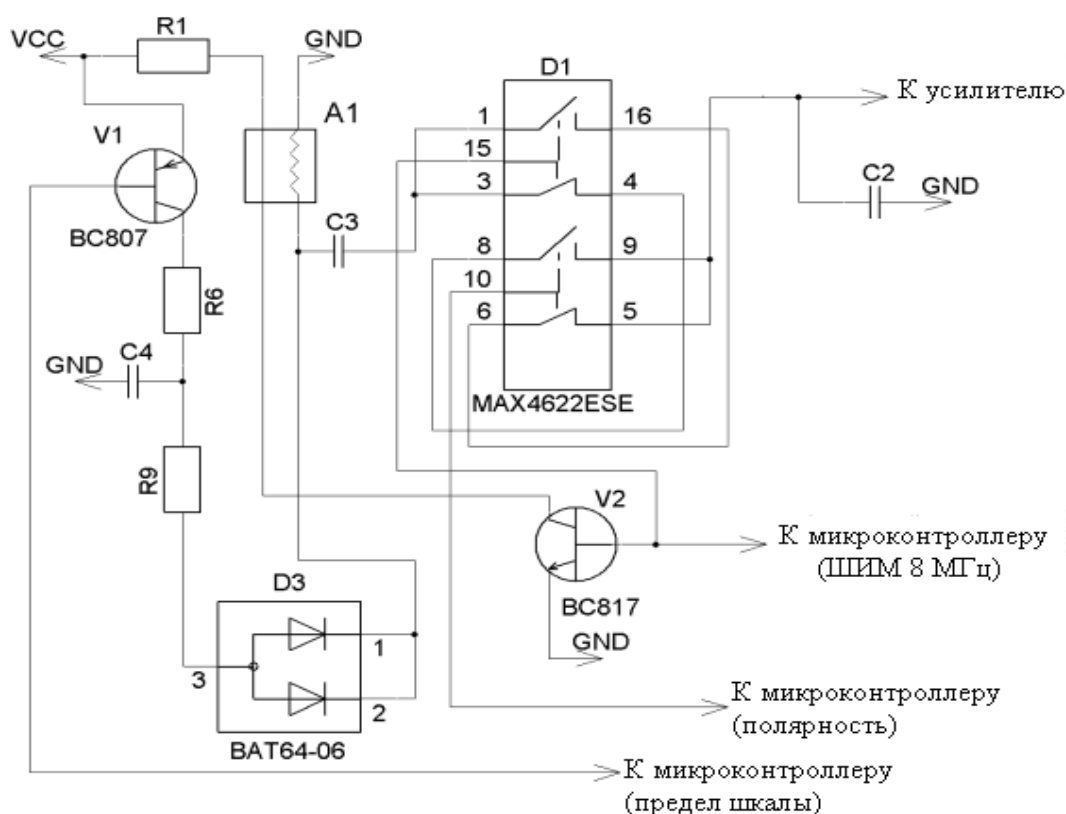 R1
VCC
GND
D1
К усилителю
A1
1
16
V1
15
3
4
C2
GND
BC807
C3
8
9
R6
10
6
5
C4
GND
MAX4622ESE
R9
V2
К микроконтроллеру
(ШИМ 8 МГц)
D3
BC817
GND
1
3
2
К микроконтроллеру
(полярность)
BAT64-06
К микроконтроллеру
(предел шкалы)